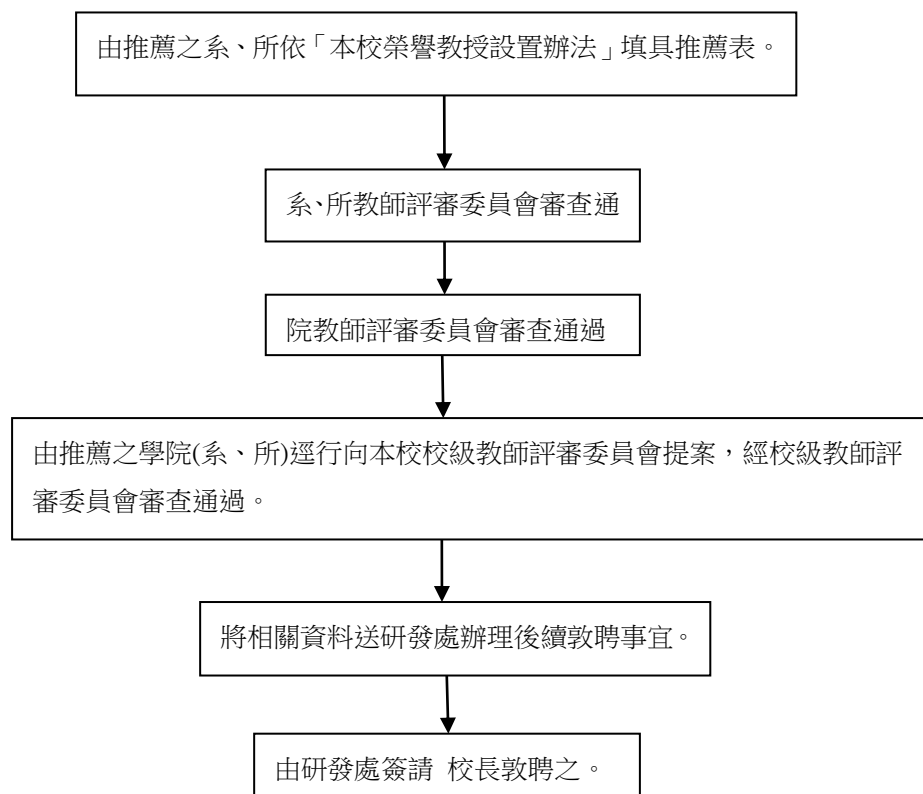 由推薦之系、所依「本校榮譽教授設置辦法」填具推薦表。
系、所教師評審委員會審查通
院教師評審委員會審查通過
由推薦之學院(系、所)逕行向本校校級教師評審委員會提案，經校級教師評
審委員會審查通過。
將相關資料送研發處辦理後續敦聘事宜。
由研發處簽請 校長敦聘之。